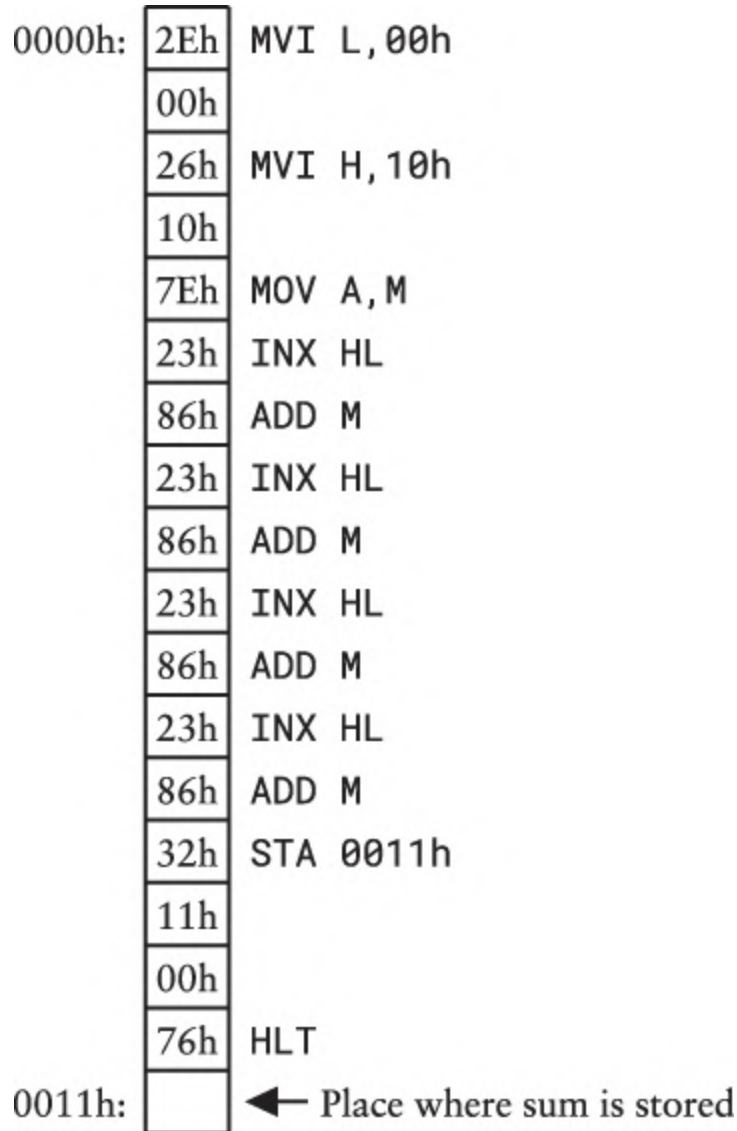 0000h: 2Eh MVI L,00h
00h
26h MVI H,10h
10h
7Eh MOV A,M
23h INX HL
86h ADD M
23h INX HL
86h ADD M
23h INX HL
86h ADD M
23h INX HL
86h ADD M
32h STA 0011h
11h
00h
76h HLT
0011h: Place where sum is stored